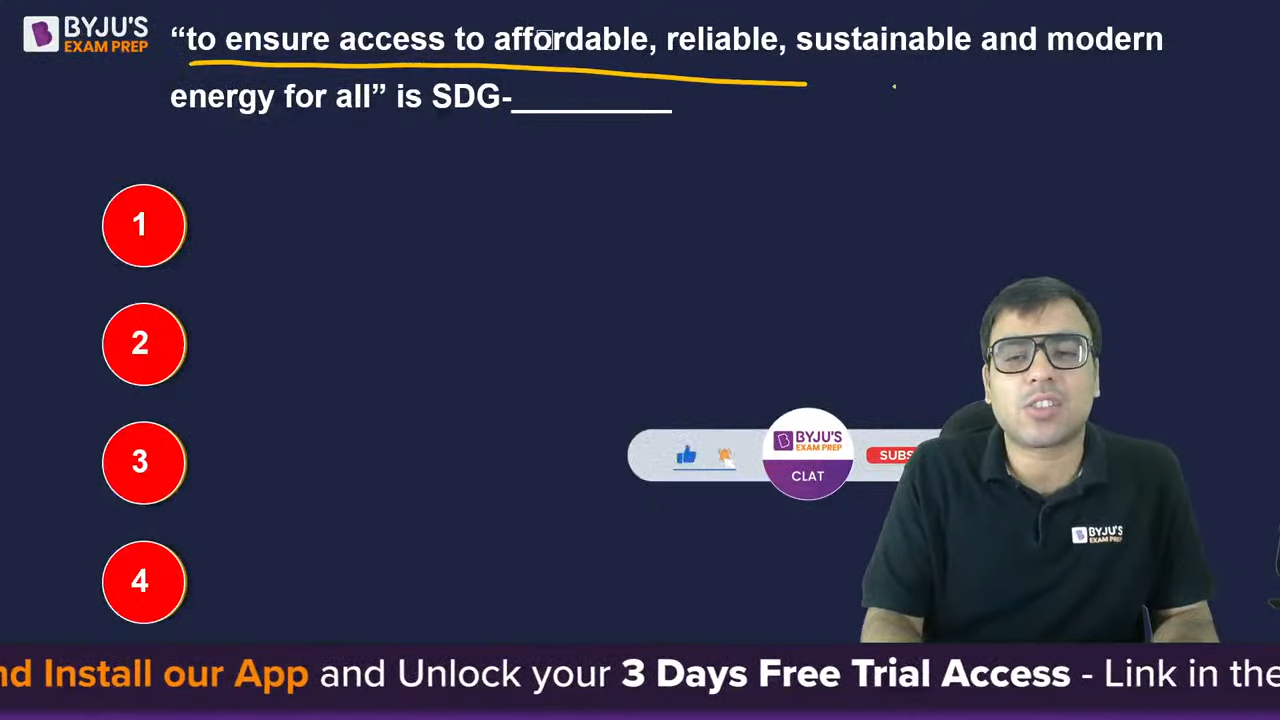 BYJU'S
EXAM PREP
“to ensure access to affordable, reliable, sustainable and modern
energy for all” is SDG-_________
1
2
3
4
BYJU'S
EXAM PREP
CLAT
SUBS
BYJU'S
EXAM PREP
nd Install our App and Unlock your 3 Days Free Trial Access - Link in the